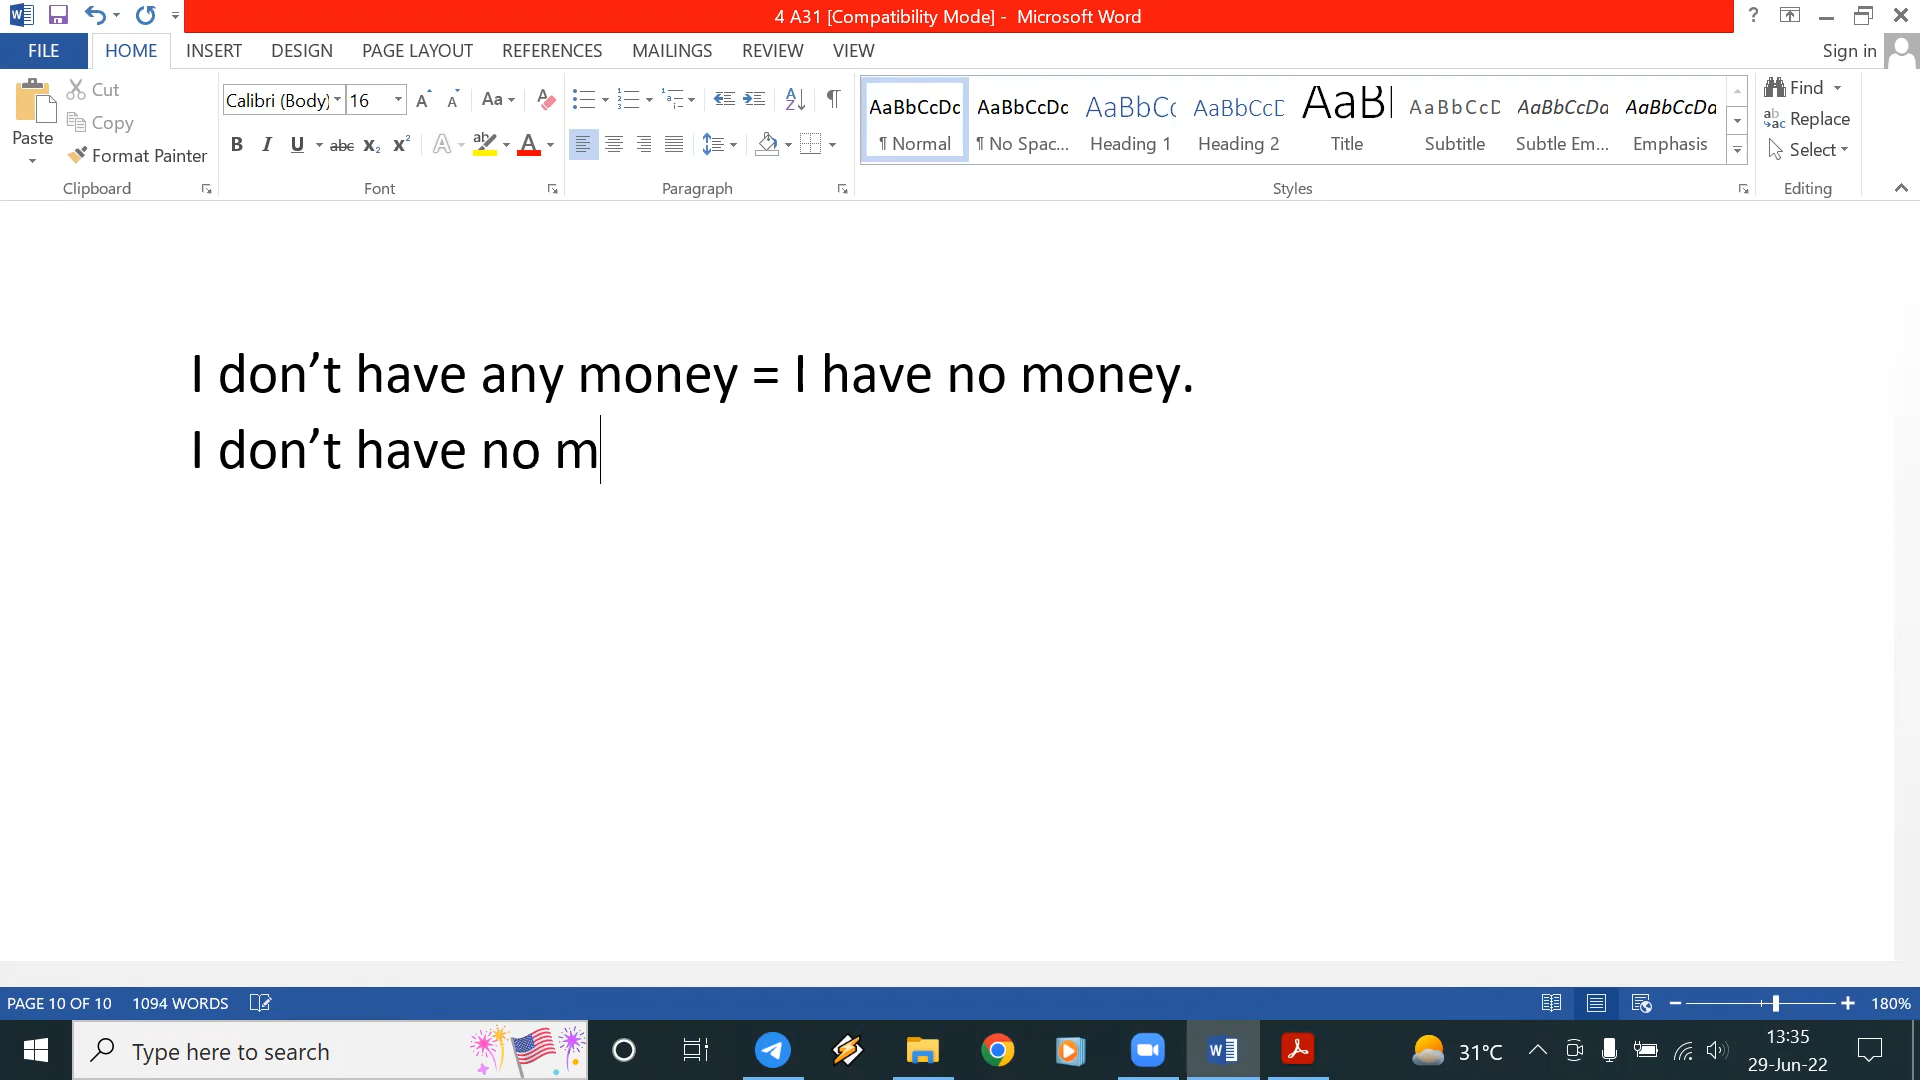 4 A31 [Compatibility Mode] - Microsoft Word
?
FILE HOME INSERT DESIGN PAGE LAYOUT REFERENCES MAILINGS REVIEW VIEW Sign in
Paste
Cut
Copy
Format Painter
Clipboard
Calibri (Body) 16
Font
Paragraph
AaBbCcDc AaBbCcDc AaBbCc AaBbCcD AaBl AaBbCcD AaBbCcDa AaBbCcDa
¶ Normal ¶ No Spac... Heading 1 Heading 2 Title Subtitle Subtle Em... Emphasis
Styles
Find
Replace
Select
Editing
I don’t have any money = I have no money.
I don’t have no m
PAGE 10 OF 10 1094 WORDS 180%
Type here to search
31°C
13:35
29-Jun-22